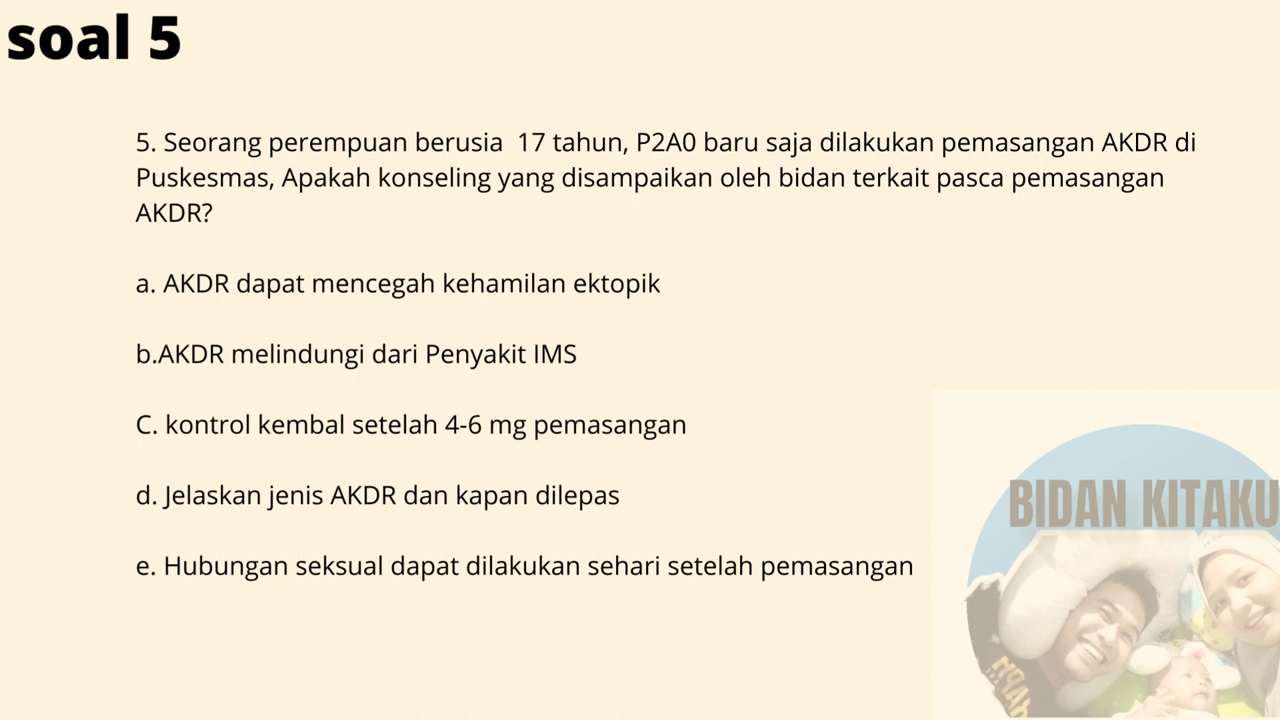 soal 5
5. Seorang perempuan berusia  17 tahun, P2A0 baru saja dilakukan pemasangan AKDR di
Puskesmas, Apakah konseling yang disampaikan oleh bidan terkait pasca pemasangan
AKDR?
a. AKDR dapat mencegah kehamilan ektopik
b.AKDR melindungi dari Penyakit IMS
C. kontrol kembal setelah 4-6 mg pemasangan
d. Jelaskan jenis AKDR dan kapan dilepas
e. Hubungan seksual dapat dilakukan sehari setelah pemasangan
BIDAN KITAKU